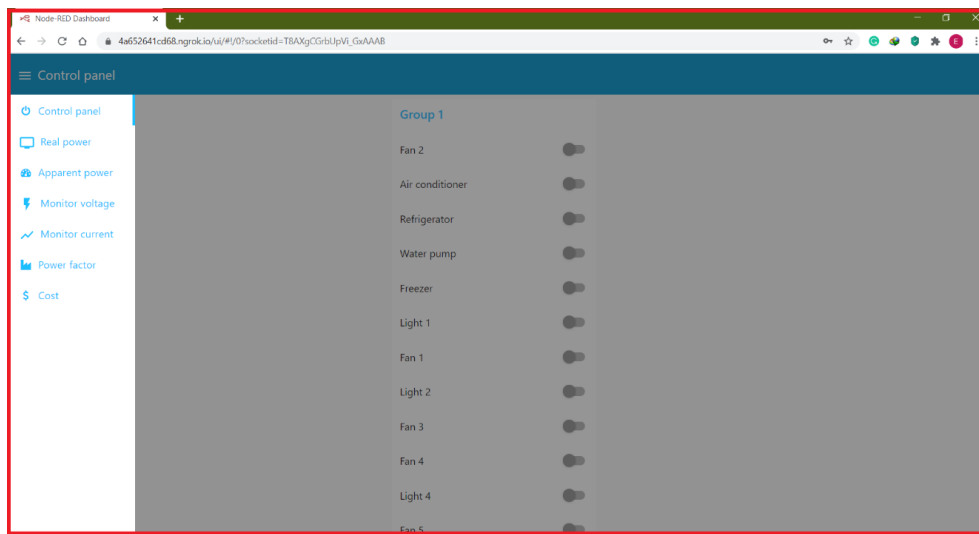 Node-RED Dashboard
4a652641cd68.ngrok.io/ui/#!/0?socketid=T8AXgCGrbUpVi_GxAAAB
E
Control panel
Control panel
Real power
Apparent power
Monitor voltage
Monitor current
Power factor
$ Cost
Group 1
Fan 2
Air conditioner
Refrigerator
Water pump
Freezer
Light 1
Fan 1
Light 2
Fan 3
Fan 4
Light 4
Fan 5